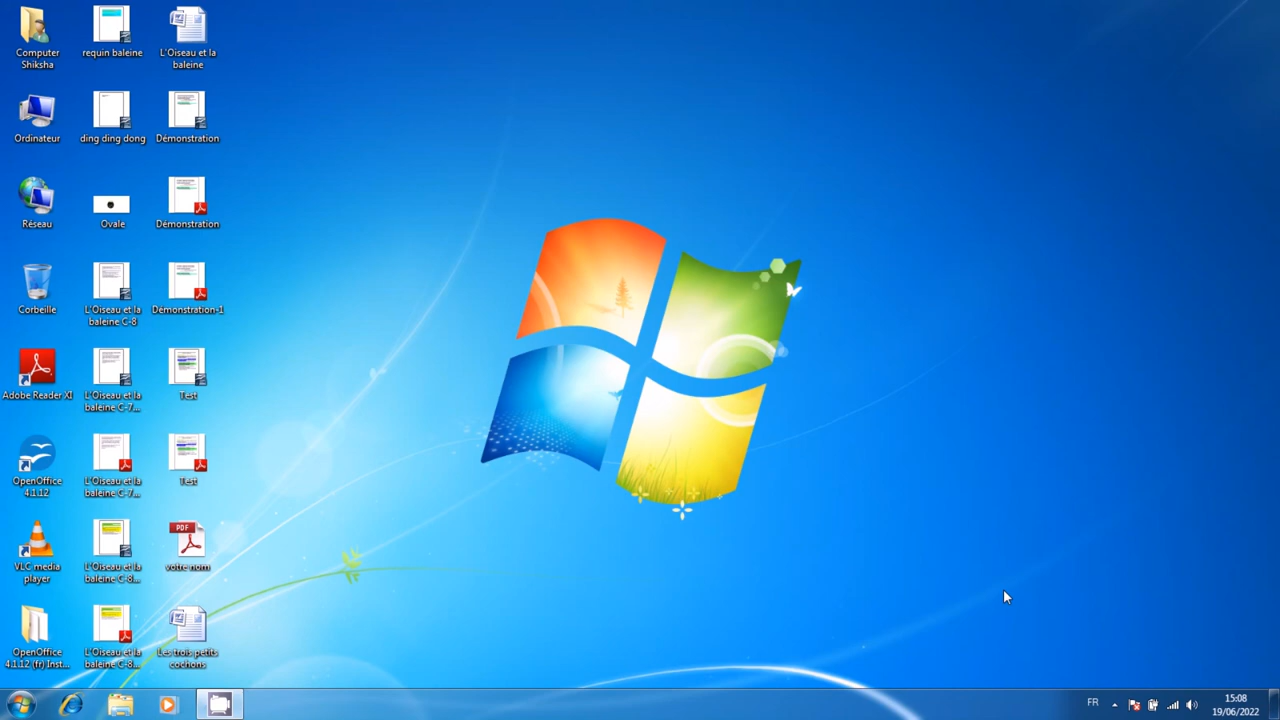 Computer
Shiksha
Ordinateur
Réseau
Corbeille
Adobe Reader XI
OpenOffice
4.1.12
VLC media
player
OpenOffice
4.1.12 (fr) Inst...
requin baleine
ding ding dong
Ovale
L'Oiseau et la
baleine C-8
L'Oiseau et la
baleine C-7...
L'Oiseau et la
baleine C-7...
L'Oiseau et la
baleine C-8...
L'Oiseau et la
baleine C-8...
L'Oiseau et la
baleine
Démonstration
Démonstration
Démonstration-1
Test
Test
PDF
votre nom
Les trois petits
cochons
FR
15:08
19/06/2022